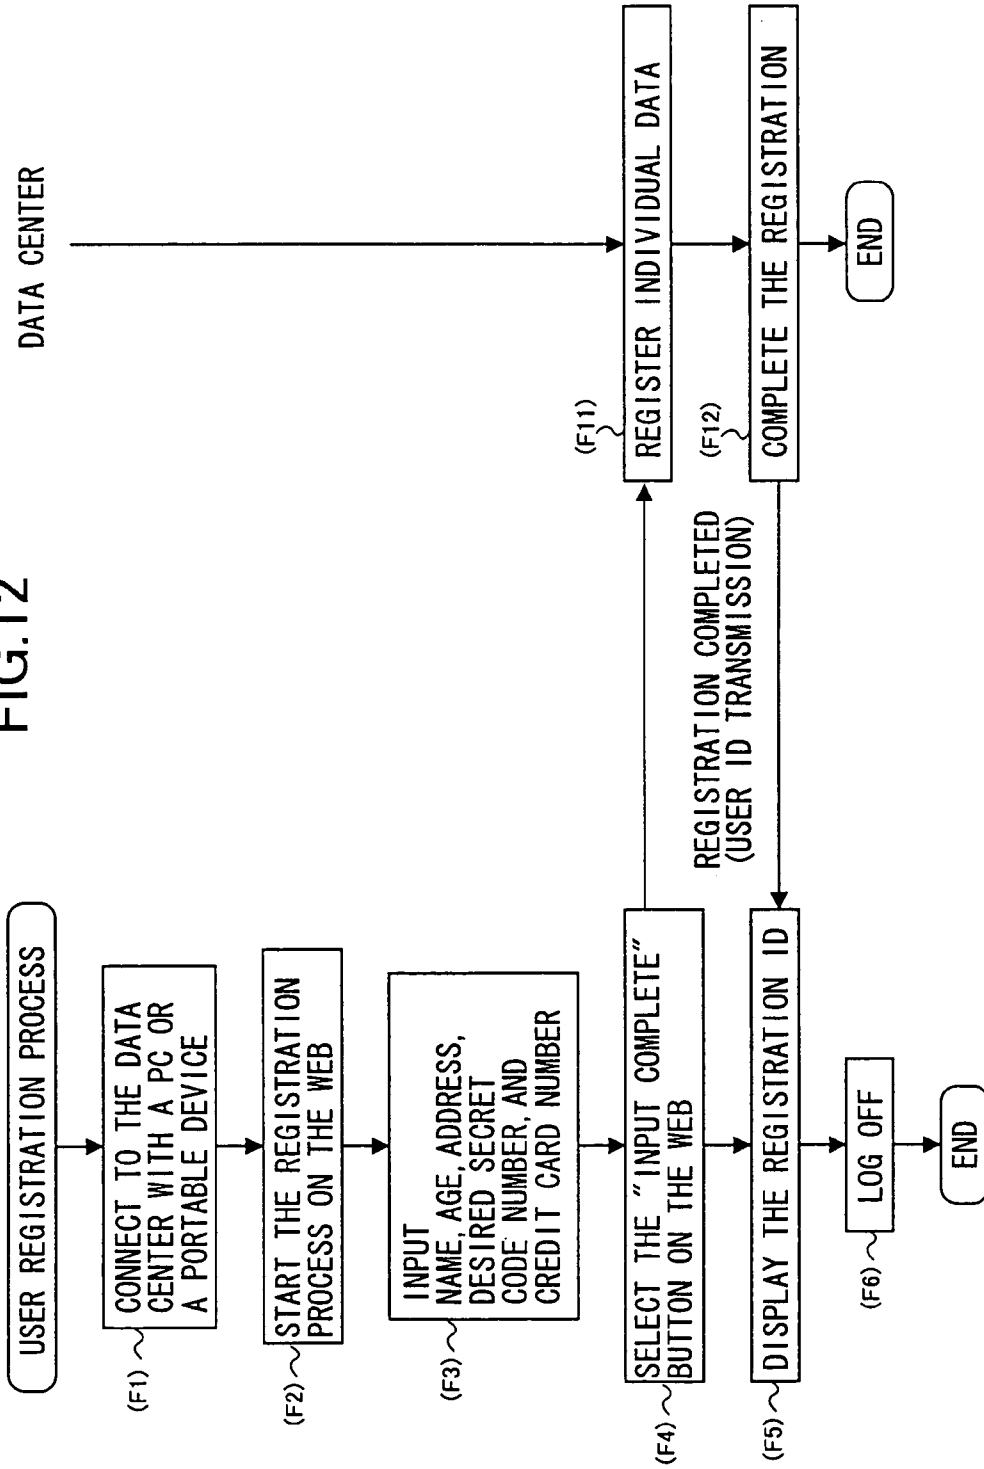 FIG.12
USER REGISTRATION PROCESS
DATA CENTER
(F1)
CONNECT TO THE DATA
CENTER WITH A PC OR
A PORTABLE DEVICE
(F2)
START THE REGISTRATION
PROCESS ON THE WEB
(F3)
INPUT
NAME, AGE, ADDRESS,
DESIRED SECRET
CODE NUMBER, AND
CREDIT CARD NUMBER
(F4)
SELECT THE "INPUT COMPLETE"
BUTTON ON THE WEB
(F11)
REGISTER INDIVIDUAL DATA
REGISTRATION COMPLETED
(USER ID TRANSMISSION)
(F12)
COMPLETE THE REGISTRATION
(F5)
DISPLAY THE REGISTRATION ID
END
(F6)
LOG OFF
END